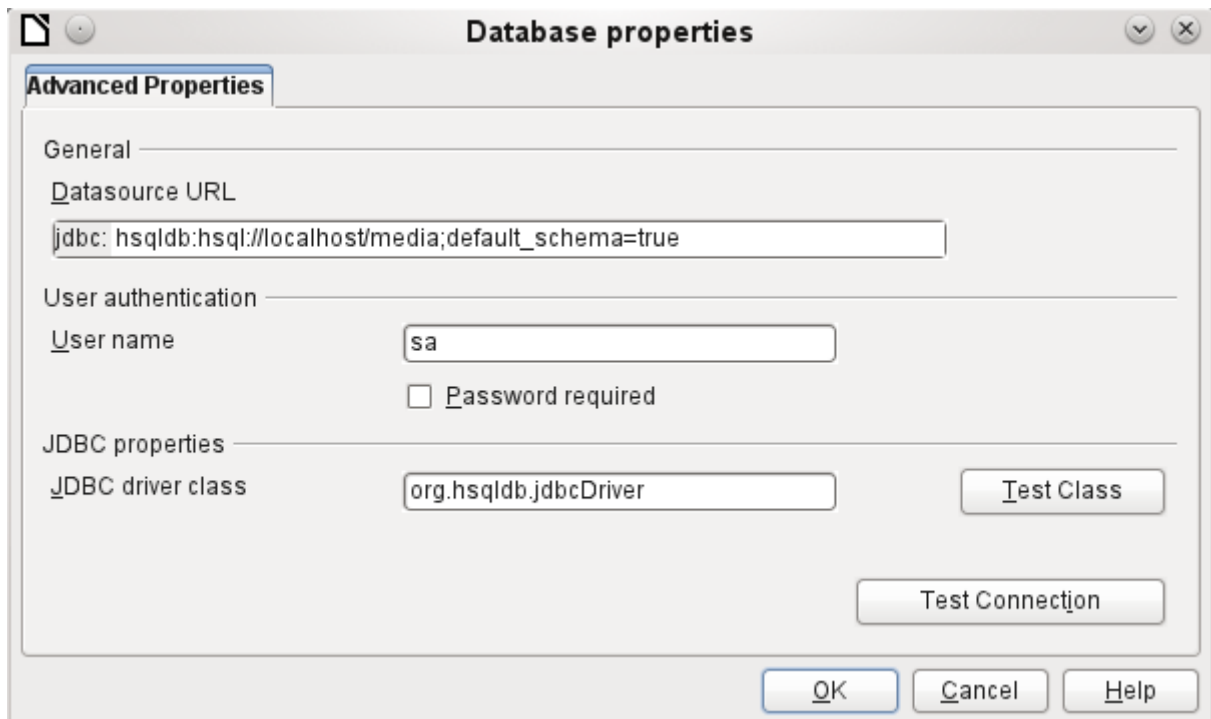 Database properties
Advanced Properties
General
Datasource URL
jdbc: hsqldb:hsql://localhost/media;default_schema=true
User authentication
User name sa
Password required
JDBC properties
JDBC driver class org.hsqldb.jdbcDriver Test Class
Test Connection
OK Cancel Help